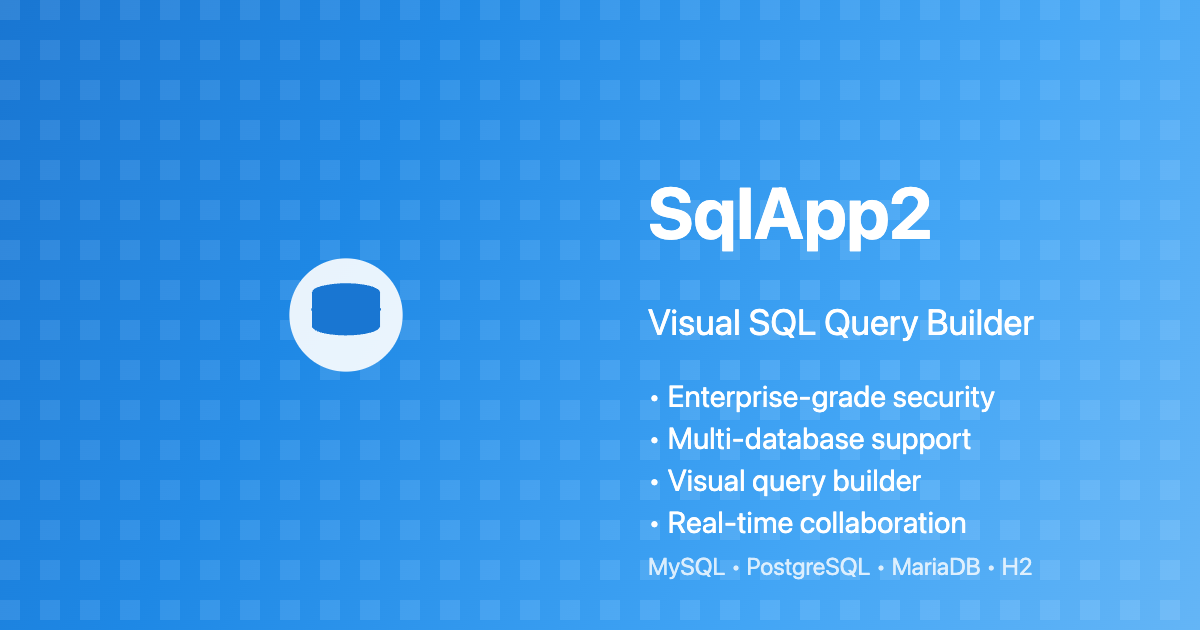 SqlApp2
Visual SQL Query Builder
• Enterprise-grade security
• Multi-database support
• Visual query builder
• Real-time collaboration
MySQL • PostgreSQL • MariaDB • H2